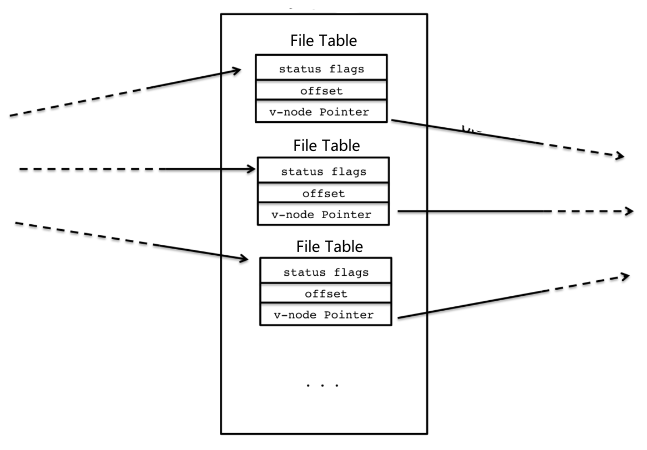 File Table
status flags
offset
v-node Pointer
File Table
status flags
offset
v-node Pointer
File Table
status flags
offset
v-node Pointer
. . .